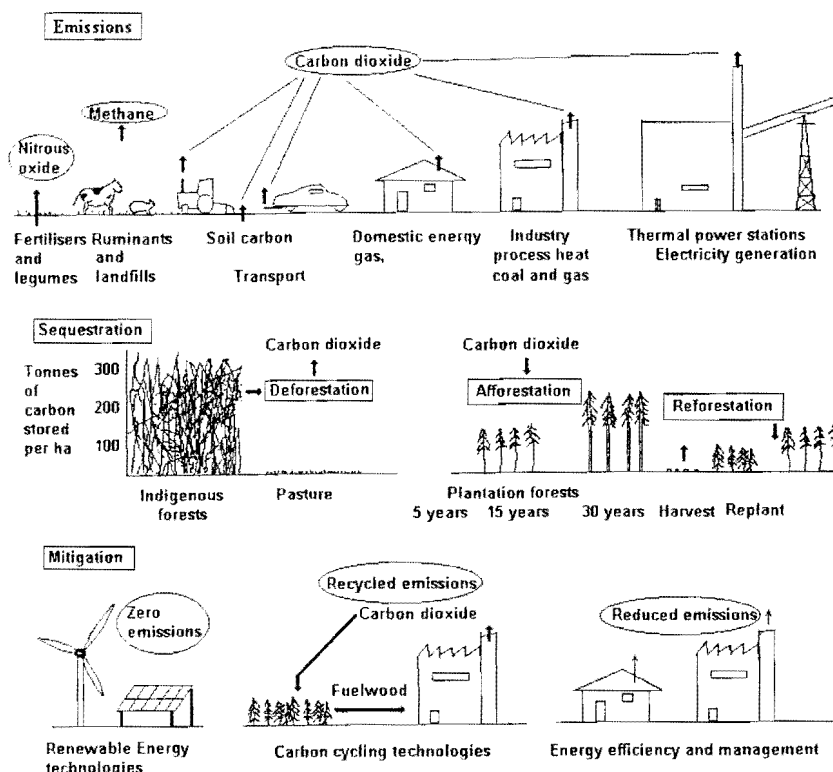 Emissions
Carbon dioxide
Methane
Nitrous
oxide
Fertilisers
and
legumes
Ruminants
and
landfills
Soil carbon
Transport
Domestic energy
gas,
Industry
process heat
coal and gas
Thermal power stations
Electricity generation
Sequestration
Tonnes
of
carbon
stored
per ha
300
200
100
Carbon dioxide
Deforestation
Indigenous
forests
Pasture
Carbon dioxide
Afforestation
Reforestation
Plantation forests
5 years 15 years 30 years Harvest Replant
Mitigation
Zero
emissions
Renewable Energy
technologies
Recycled emissions
Carbon dioxide
Fuelwood
Carbon cycling technologies
Reduced emissions
Energy efficiency and management